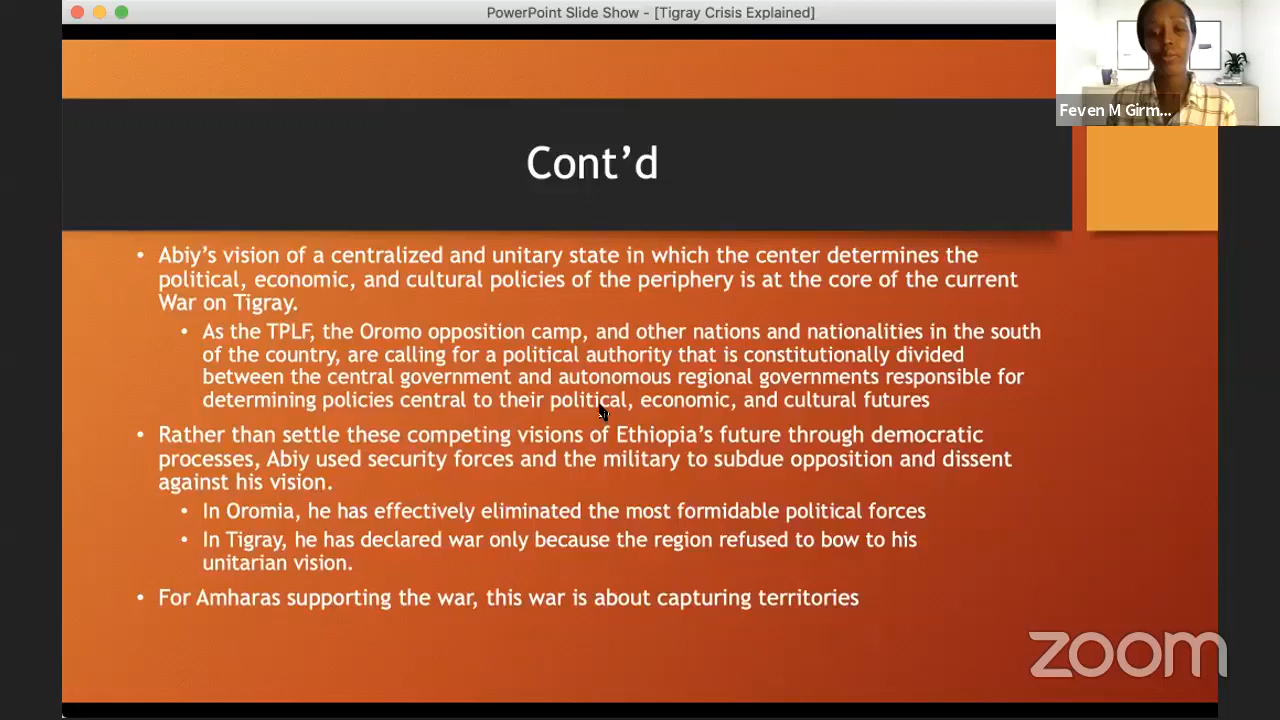 PowerPoint Slide Show - [Tigray Crisis Explained]
Feven M Girm...
Cont’d
• Abiy’s vision of a centralized and unitary state in which the center determines the
political, economic, and cultural policies of the periphery is at the core of the current
War on Tigray.
• As the TPLF, the Oromo opposition camp, and other nations and nationalities in the south
of the country, are calling for a political authority that is constitutionally divided
between the central government and autonomous regional governments responsible for
determining policies central to their political, economic, and cultural futures
• Rather than settle these competing visions of Ethiopia’s future through democratic
processes, Abiy used security forces and the military to subdue opposition and dissent
against his vision.
• In Oromia, he has effectively eliminated the most formidable political forces
• In Tigray, he has declared war only because the region refused to bow to his
unitarian vision.
• For Amharas supporting the war, this war is about capturing territories
zoom